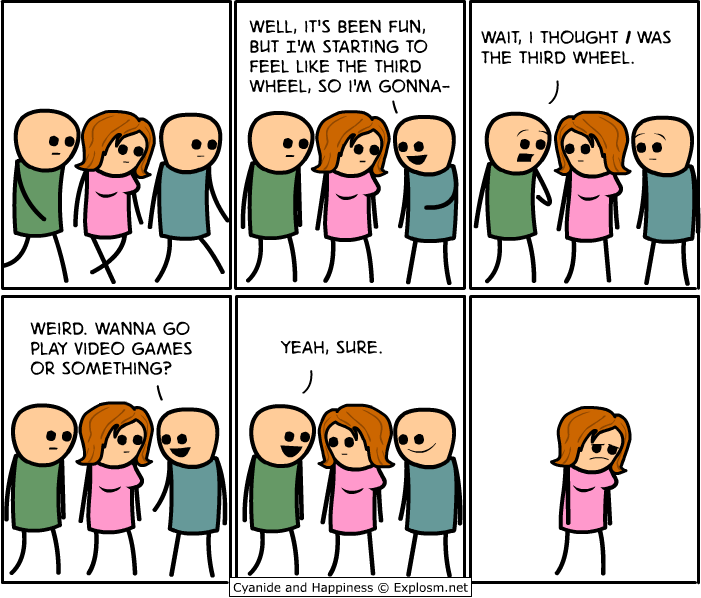 WELL, IT'S BEEN FUN,
BUT I'M STARTING TO
FEEL LIKE THE THIRD
WHEEL, SO I'M GONNA-
WAIT, I THOUGHT I WAS
THE THIRD WHEEL.
WEIRD. WANNA GO
PLAY VIDEO GAMES
OR SOMETHING?
YEAH, SURE.
Cyanide and Happiness © Explosm.net